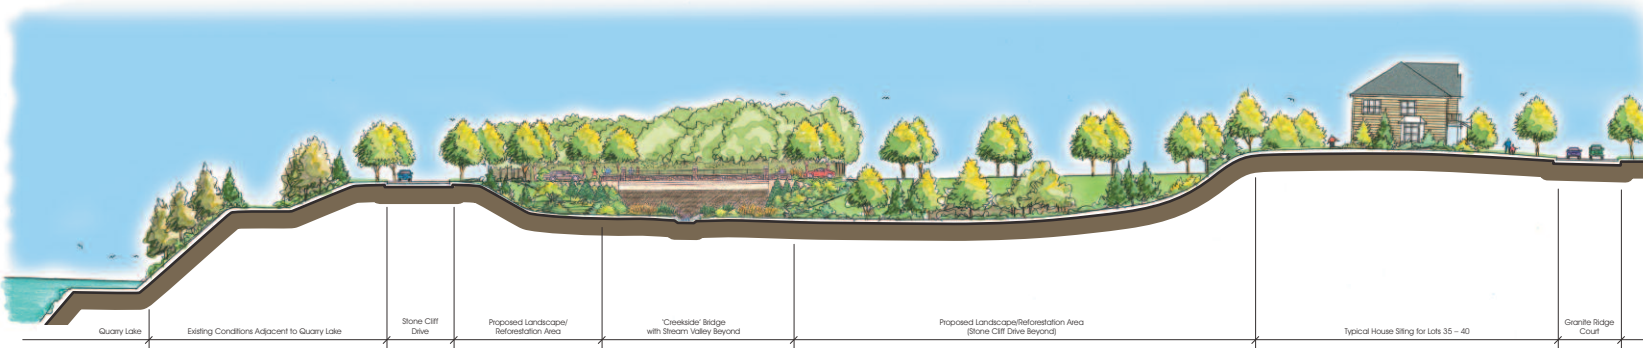 Quarry Lake
Existing Conditions Adjacent to Quarry Lake
Stone Cliff
Drive
Proposed Landscape/
Reforestation Area
'Creekside' Bridge
with Stream Valley Beyond
Proposed Landscape/Reforestation Area
(Stone Cliff Drive Beyond)
Typical House Siting for Lots 35 – 40
Granite Ridge
Court